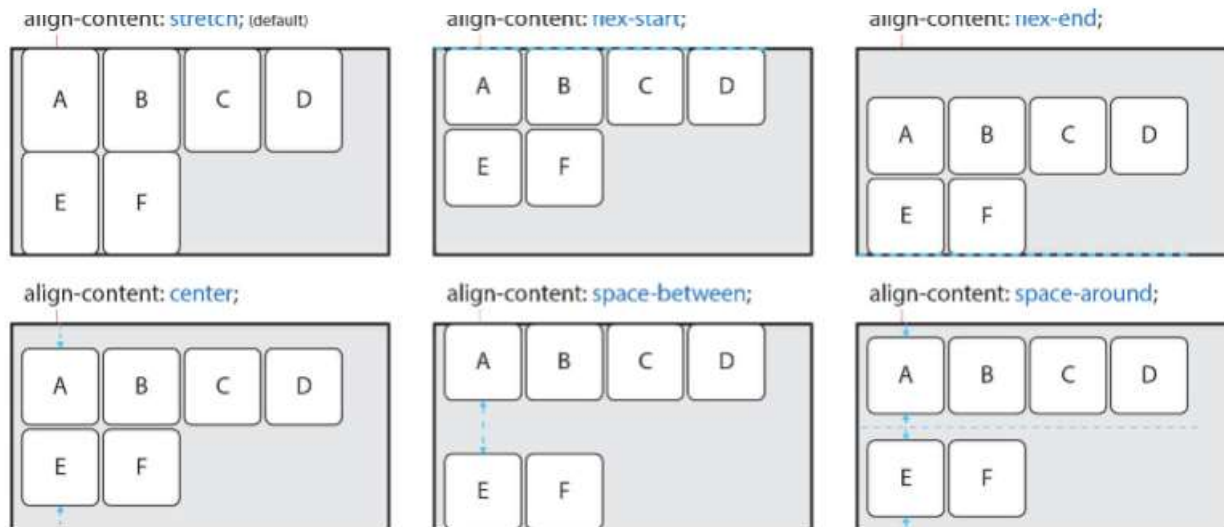 align-content: stretch; (default)
align-content: flex-start;
align-content: flex-end;
A B C D
E F
A B C D
E F
A B C D
E F
align-content: center;
align-content: space-between;
align-content: space-around;
A B C D
E F
A B C D
E F
A B C D
E F